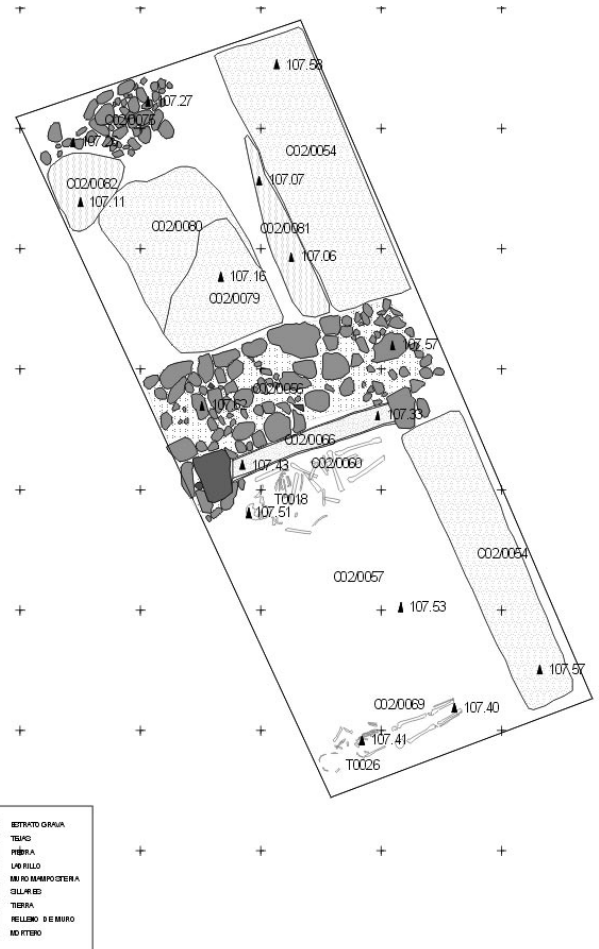 107.58
107.27
C02/0075
C02/0054
C02/0082
107.07
107.11
C02/0080
C02/0081
107.06
107.16
C02/0079
107.57
C02/0056
107.62
107.33
C02/0066
107.43
C02/0060
T0018
107.51
C02/0054
C02/0057
107.53
107.57
C02/0069
107.40
107.41
T0026
ESTRATO GRAVA
TEJAS
PIEDRA
LADRILLO
MURO MAMPOSTERIA
SILLARES
TIERRA
RELLENO DE MURO
MORTERO